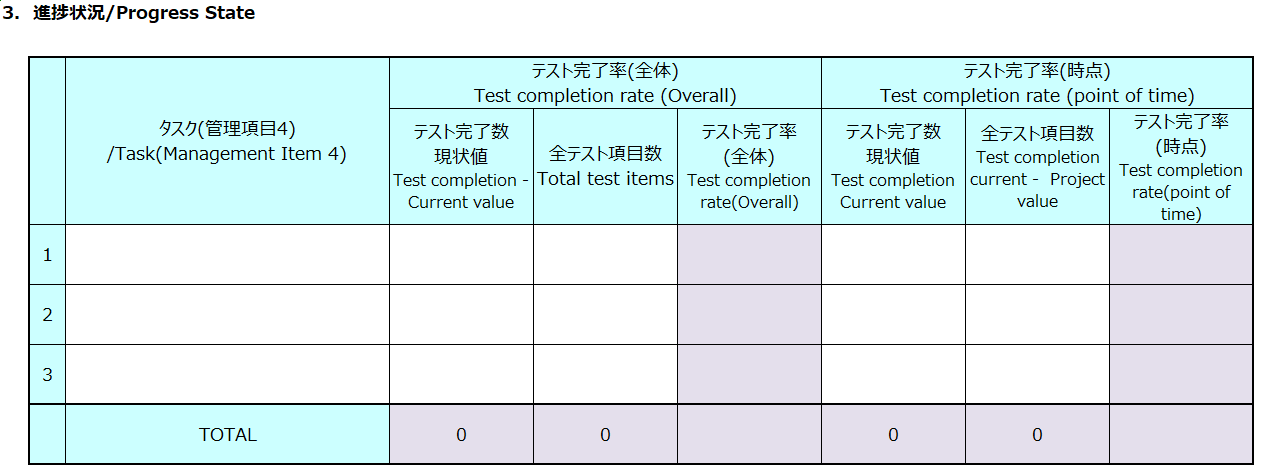 3. 進捗状況/Progress State
タスク(管理項目4)
/Task(Management Item 4)
テスト完了率(全体)
Test completion rate (Overall)
テスト完了率(時点)
Test completion rate (point of time)
テスト完了数
現状値
Test completion -
Current value
全テスト項目数
Total test items
テスト完了率
(全体)
Test completion
rate(Overall)
テスト完了数
現状値
Test completion
Current value
全テスト項目数
Test completion
current - Project
value
テスト完了率
(時点)
Test completion
rate(point of
time)
1
2
3
TOTAL 0 0 0 0